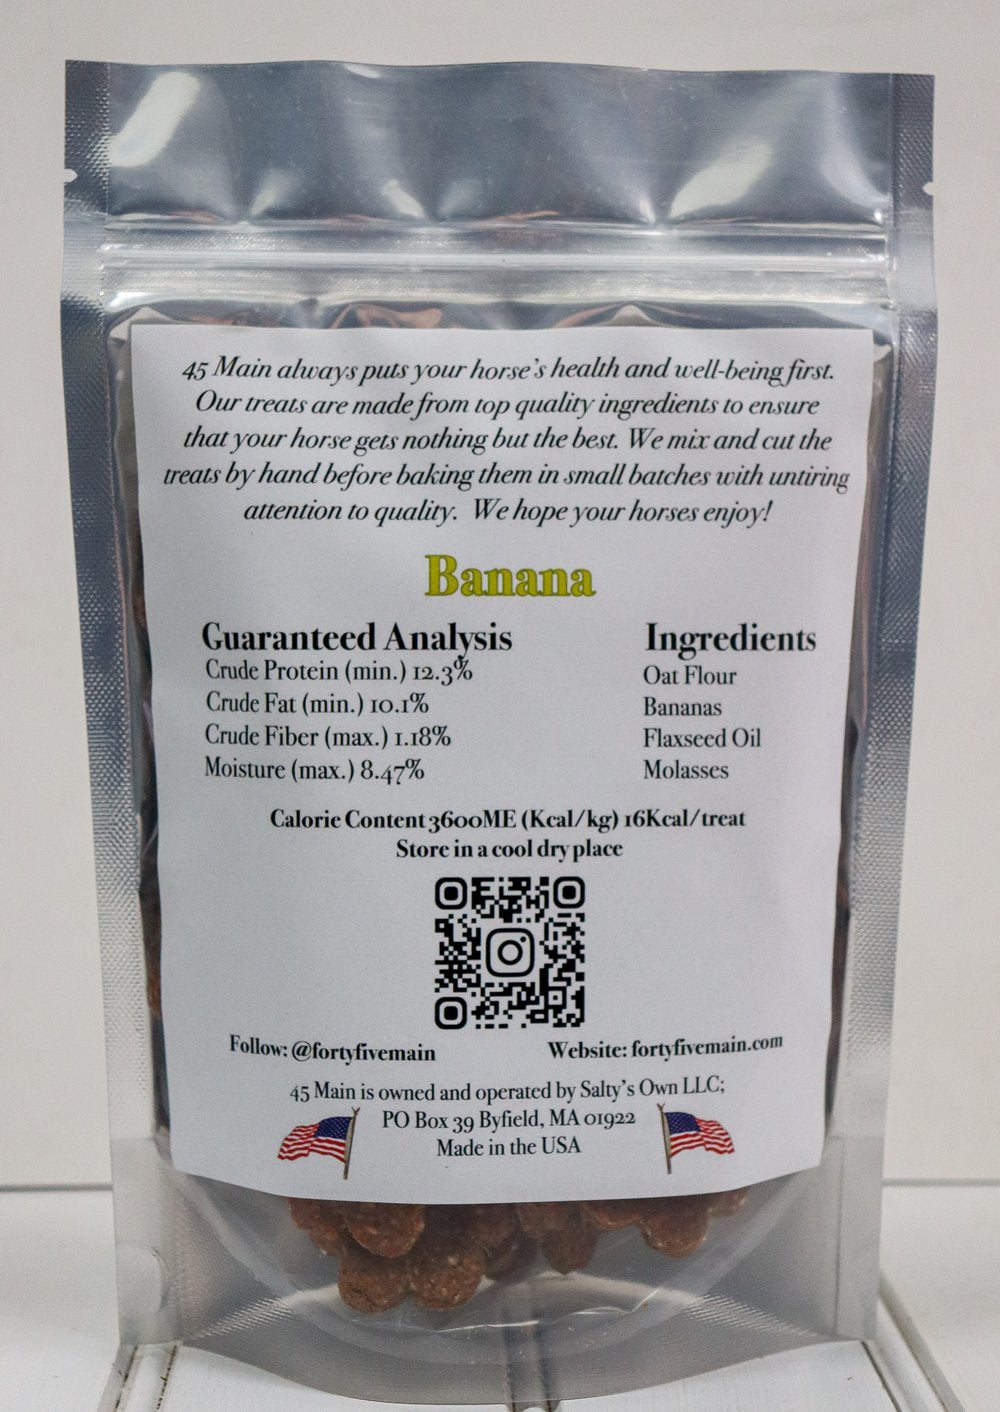 45 Main always puts your horse's health and well-being first.
Our treats are made from top quality ingredients to ensure
that your horse gets nothing but the best. We mix and cut the
treats by hand before baking them in small batches with untiring
attention to quality. We hope your horses enjoy!
Banana
Guaranteed Analysis
Crude Protein (min.) 12.3%
Crude Fat (min.) 10.1%
Crude Fiber (max.) 1.18%
Moisture (max.) 8.47%
Ingredients
Oat Flour
Bananas
Flaxseed Oil
Molasses
Calorie Content 3600ME (Kcal/kg) 16Kcal/treat
Store in a cool dry place
Follow: @fortyfivemain
Website: fortyfivemain.com
45 Main is owned and operated by Salty's Own LLC;
PO Box 39 Byfield, MA 01922
Made in the USA